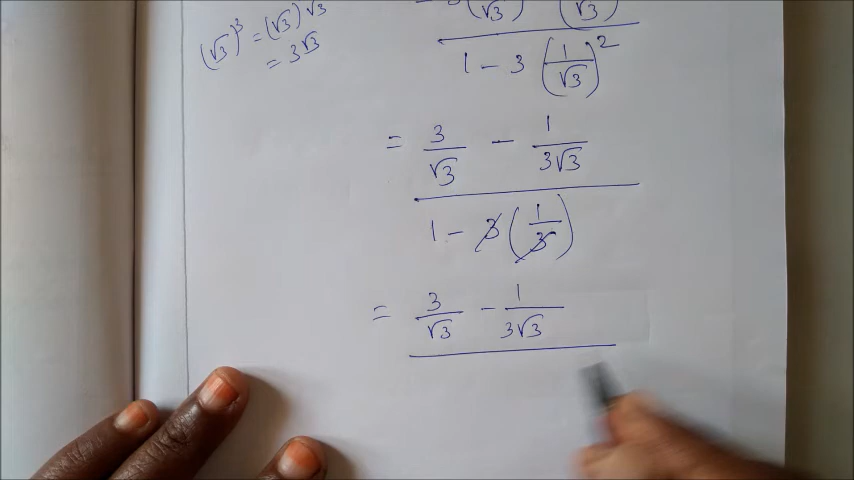 (√3)³ = (√3)² √3
= 3√3
(√3) (√3)
1 - 3 (1/√3)²
= 3/√3 - 1/3√3
1 - 3 (1/3)
= 3/√3 - 1/3√3